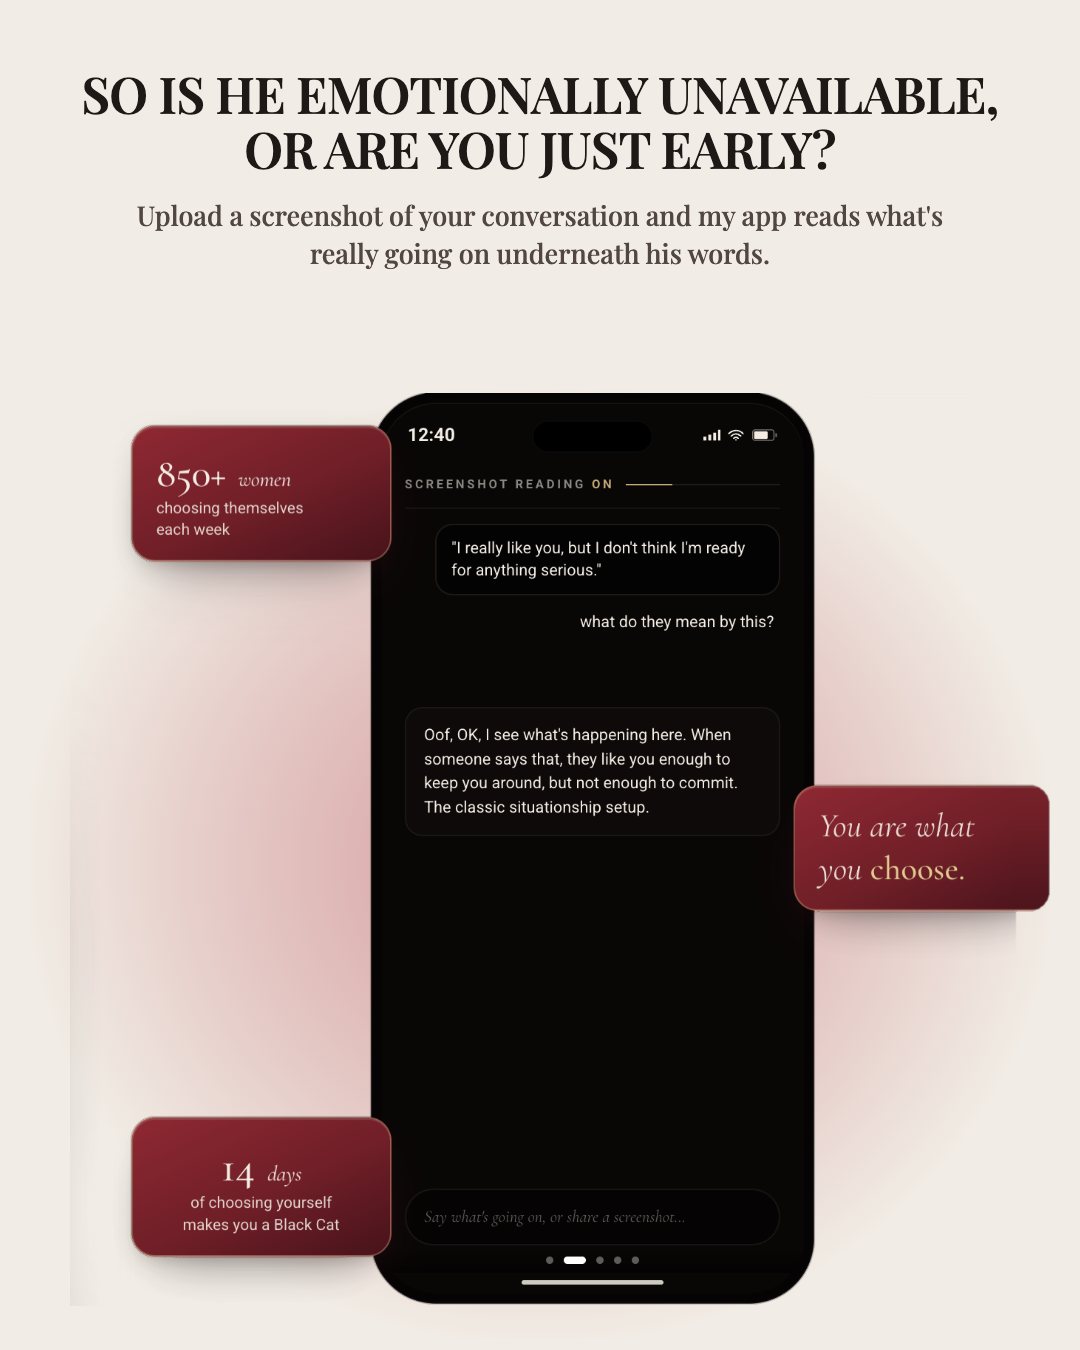 SO IS HE EMOTIONALLY UNAVAILABLE,
OR ARE YOU JUST EARLY?
Upload a screenshot of your conversation and my app reads what's
really going on underneath his words.
12:40
850+ women
choosing themselves
each week
SCREENSHOT READING ON
"I really like you, but I don't think I'm ready
for anything serious."
what do they mean by this?
Oof, OK, I see what's happening here. When
someone says that, they like you enough to
keep you around, but not enough to commit.
The classic situationship setup.
You are what
you choose.
14 days
of choosing yourself
makes you a Black Cat
Say what's going on, or share a screenshot...